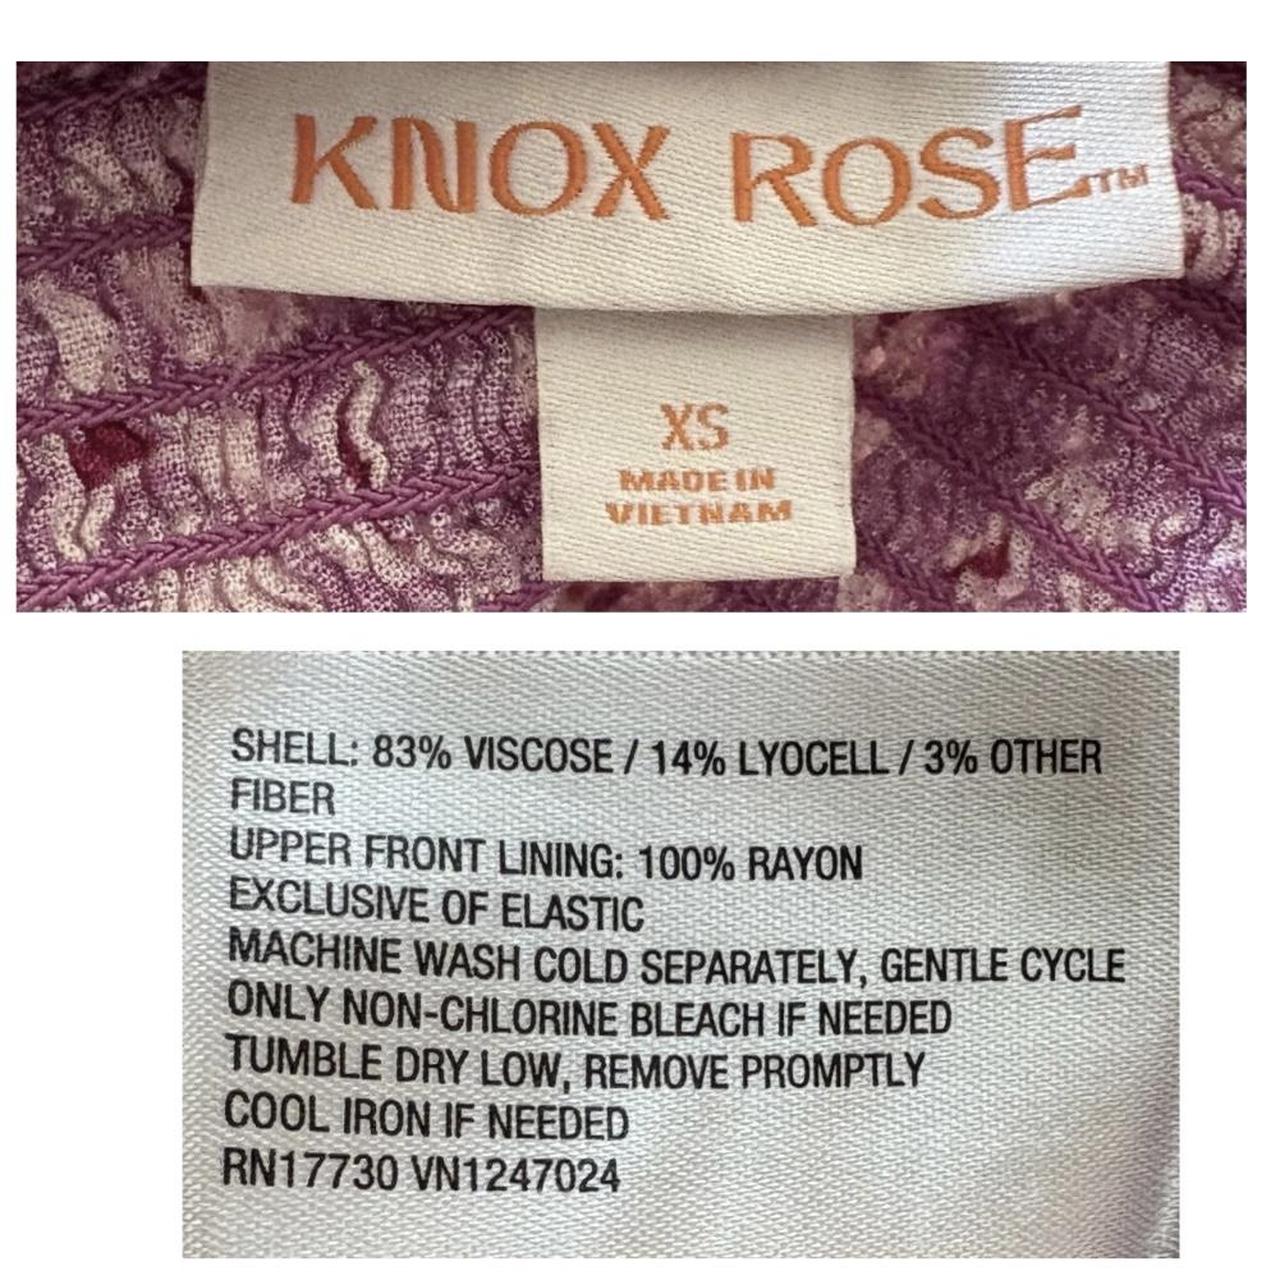 KNOX ROSE™
XS
MADE IN
VIETNAM
SHELL: 83% VISCOSE / 14% LYOCELL / 3% OTHER
FIBER
UPPER FRONT LINING: 100% RAYON
EXCLUSIVE OF ELASTIC
MACHINE WASH COLD SEPARATELY, GENTLE CYCLE
ONLY NON-CHLORINE BLEACH IF NEEDED
TUMBLE DRY LOW, REMOVE PROMPTLY
COOL IRON IF NEEDED
RN17730 VN1247024